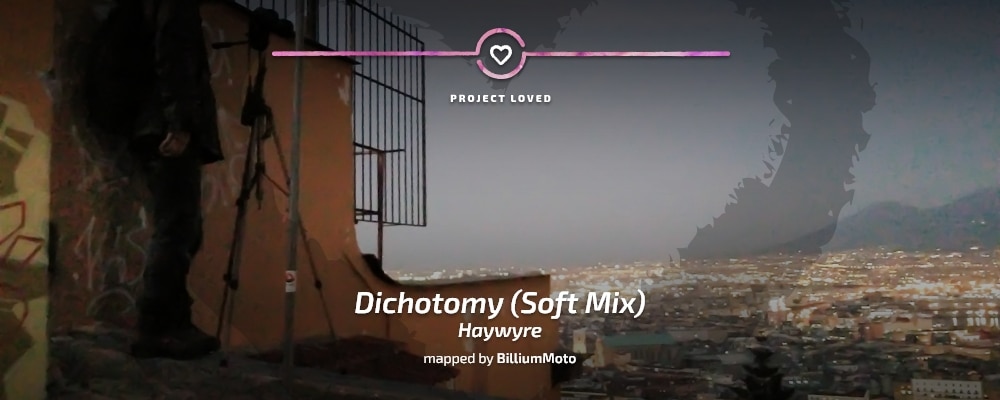 PROJECT LOVED
Dichotomy (Soft Mix)
Haywyre
mapped by BilliumMoto